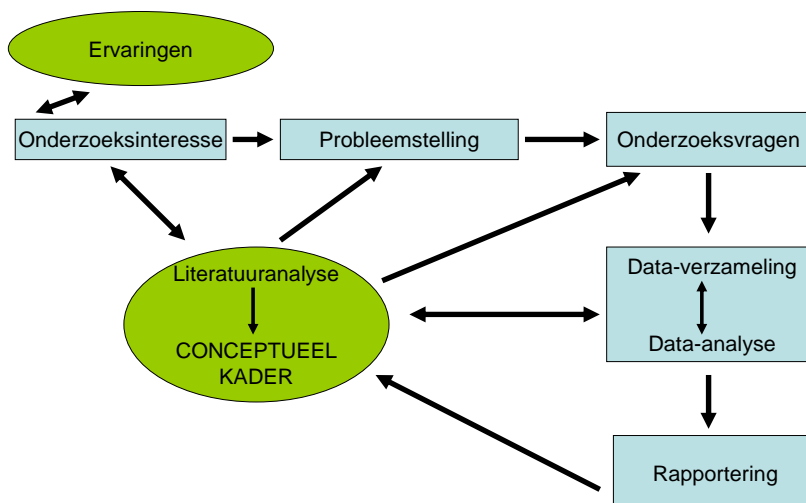 Ervaringen
Onderzoeksinteresse
Probleemstelling
Onderzoeksvragen
Literatuuranalyse
CONCEPTUEEL
KADER
Data-verzameling
Data-analyse
Rapportering